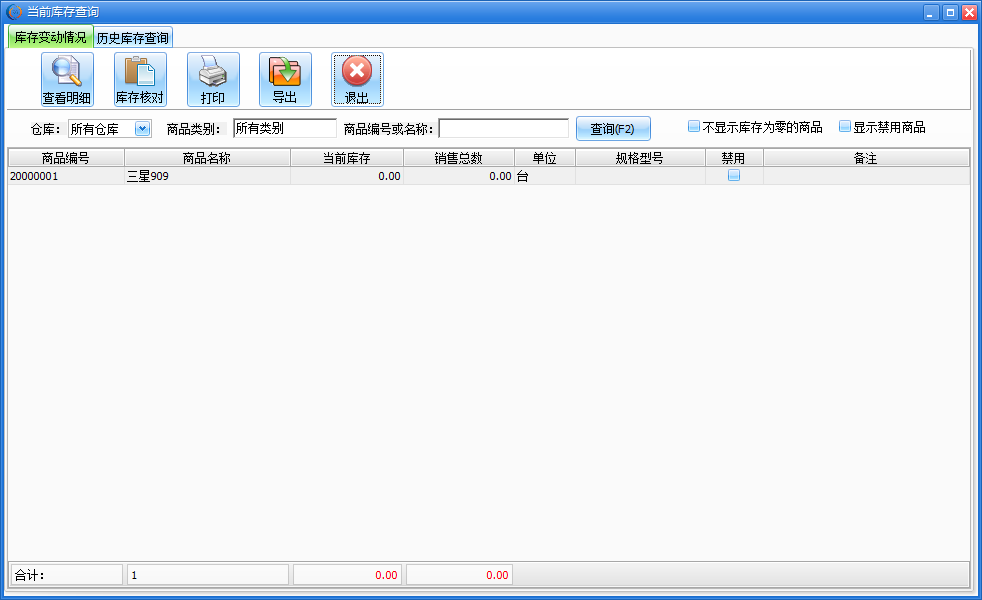 当前库存查询
库存变动情况 历史库存查询
查看明细 库存核对 打印 导出 退出
仓库： 所有仓库 商品类别： 所有类别 商品编号或名称： 查询(F2) 不显示库存为零的商品 显示禁用商品
商品编号 商品名称 当前库存 销售总数 单位 规格型号 禁用 备注
20000001 三星909 0.00 0.00 台
合计： 1 0.00 0.00